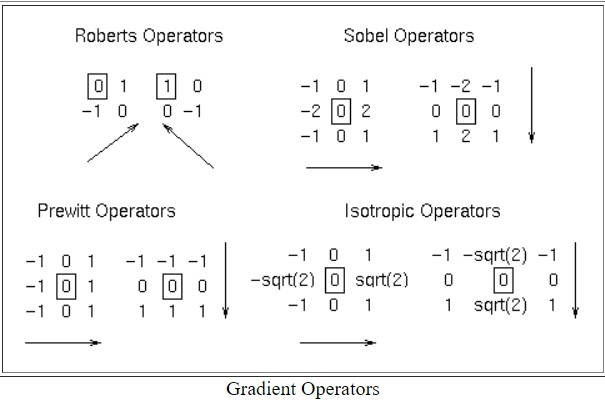 Roberts Operators
0 1 1 0
-1 0 0 -1
Sobel Operators
-1 0 1 -1 -2 -1
-2 0 2 0 0 0
-1 0 1 1 2 1
Prewitt Operators
-1 0 1 -1 -1 -1
-1 0 1 0 0 0
-1 0 1 1 1 1
Isotropic Operators
-1 0 1 -1 -sqrt(2) -1
-sqrt(2) 0 sqrt(2) 0 0 0
-1 0 1 1 sqrt(2) 1
Gradient Operators